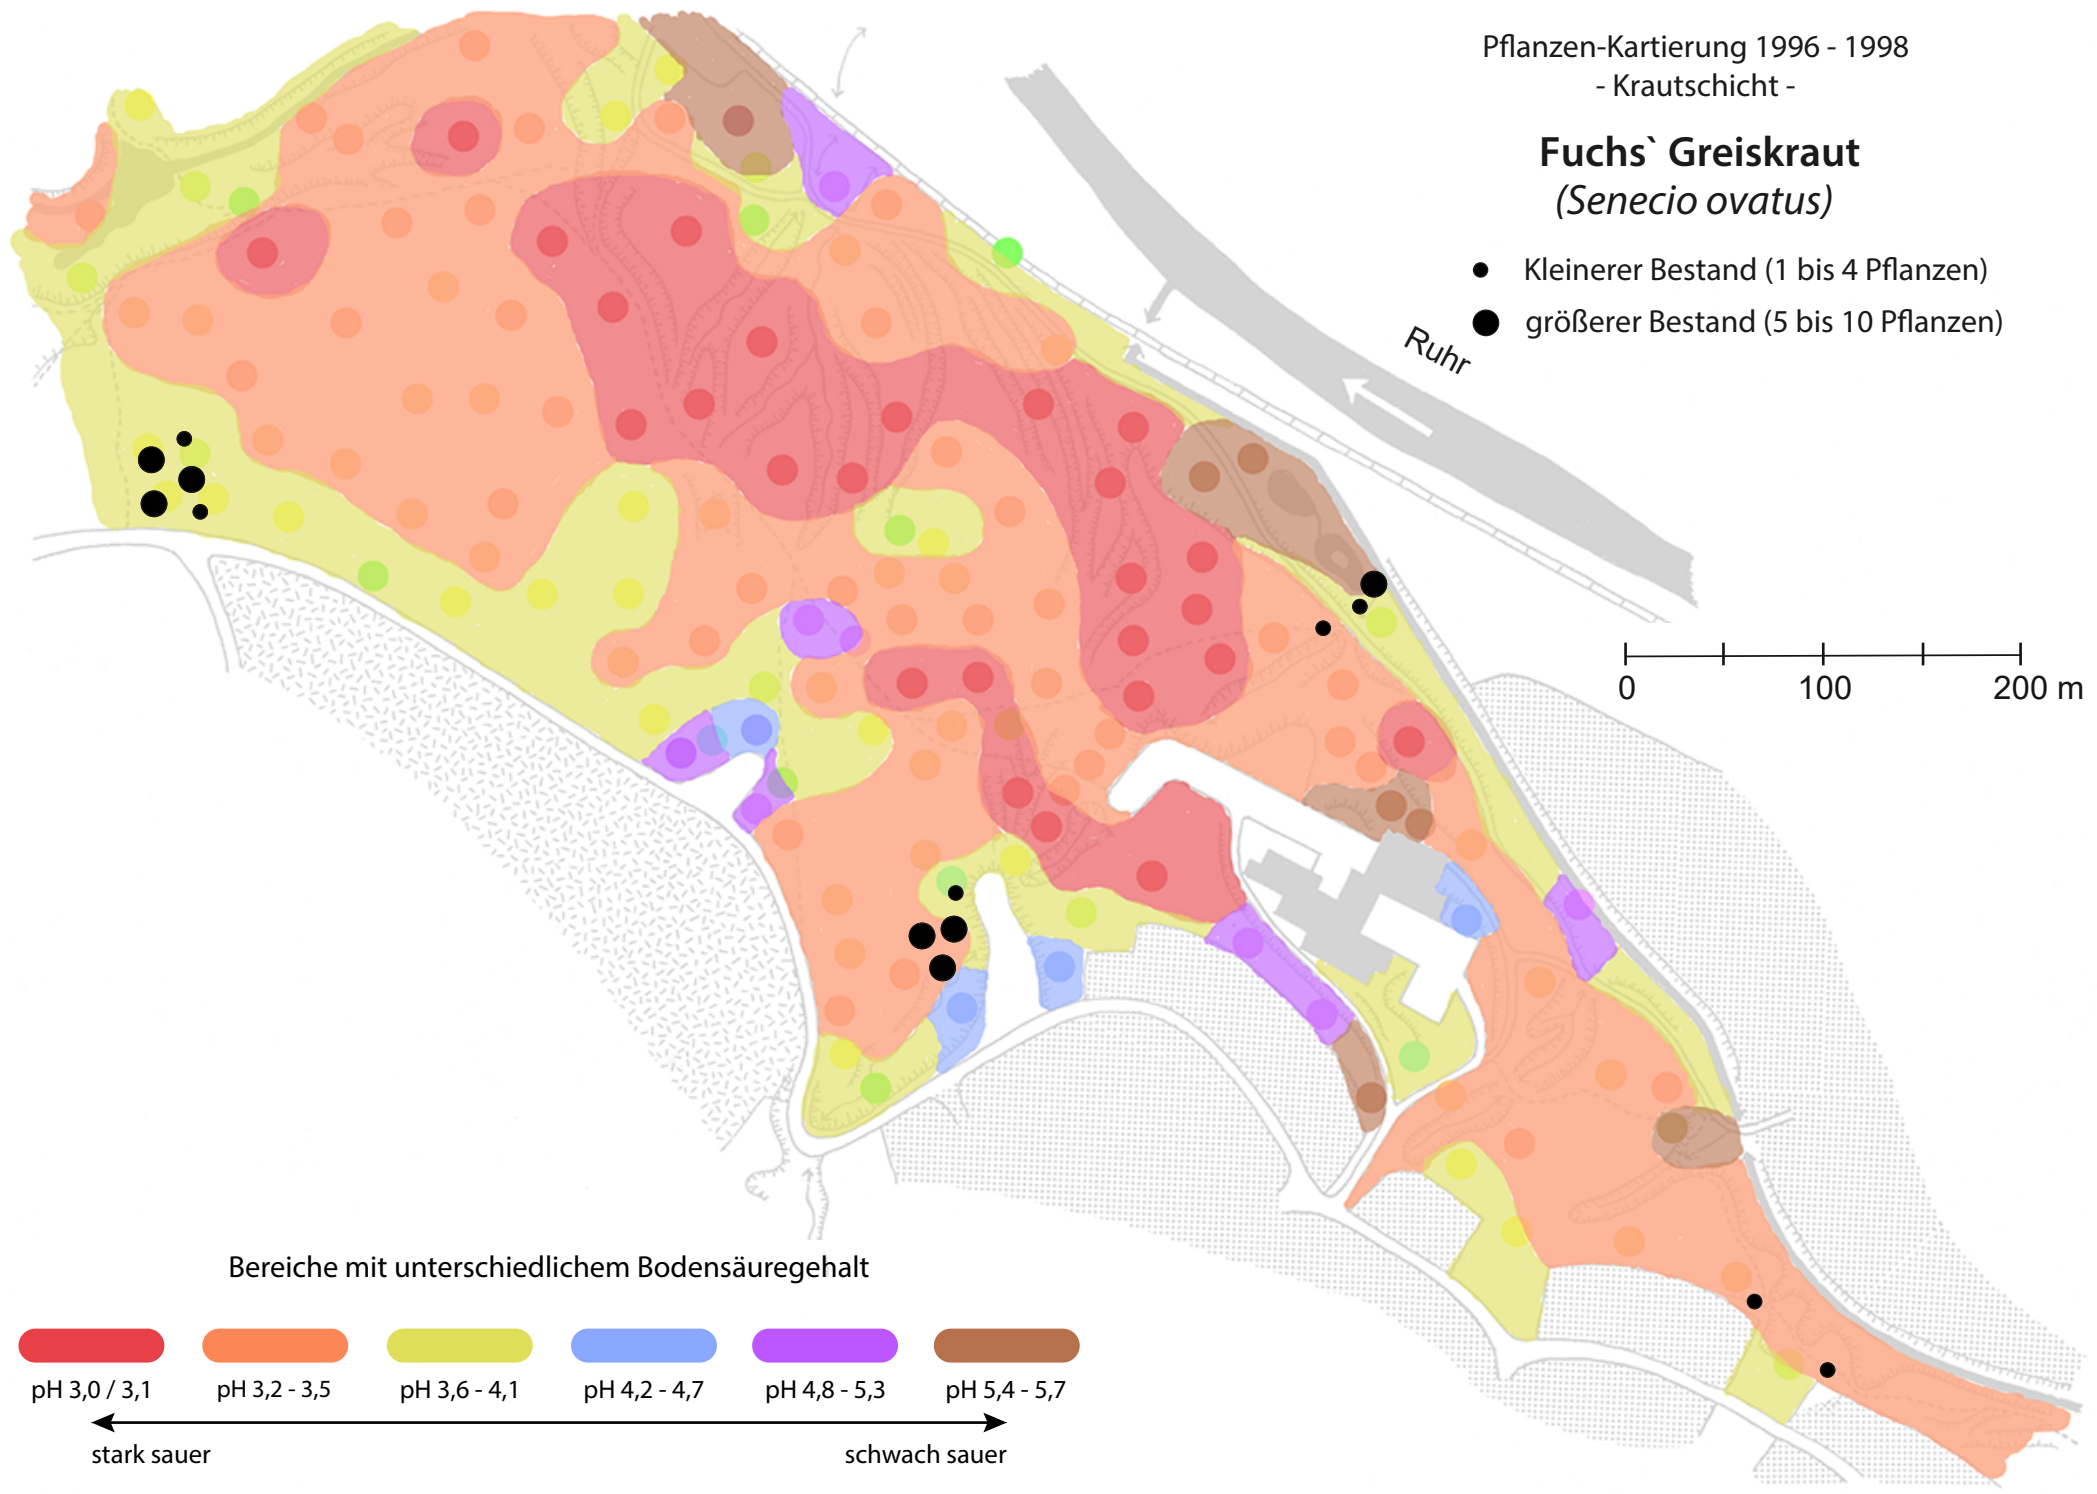 Pflanzen-Kartierung 1996 - 1998
- Krautschicht -
Fuchs` Greiskraut
(Senecio ovatus)
Kleinerer Bestand (1 bis 4 Pflanzen)
größerer Bestand (5 bis 10 Pflanzen)
Ruhr
0 100 200 m
Bereiche mit unterschiedlichem Bodensäuregehalt
pH 3,0 / 3,1 pH 3,2 - 3,5 pH 3,6 - 4,1 pH 4,2 - 4,7 pH 4,8 - 5,3 pH 5,4 - 5,7
stark sauer schwach sauer